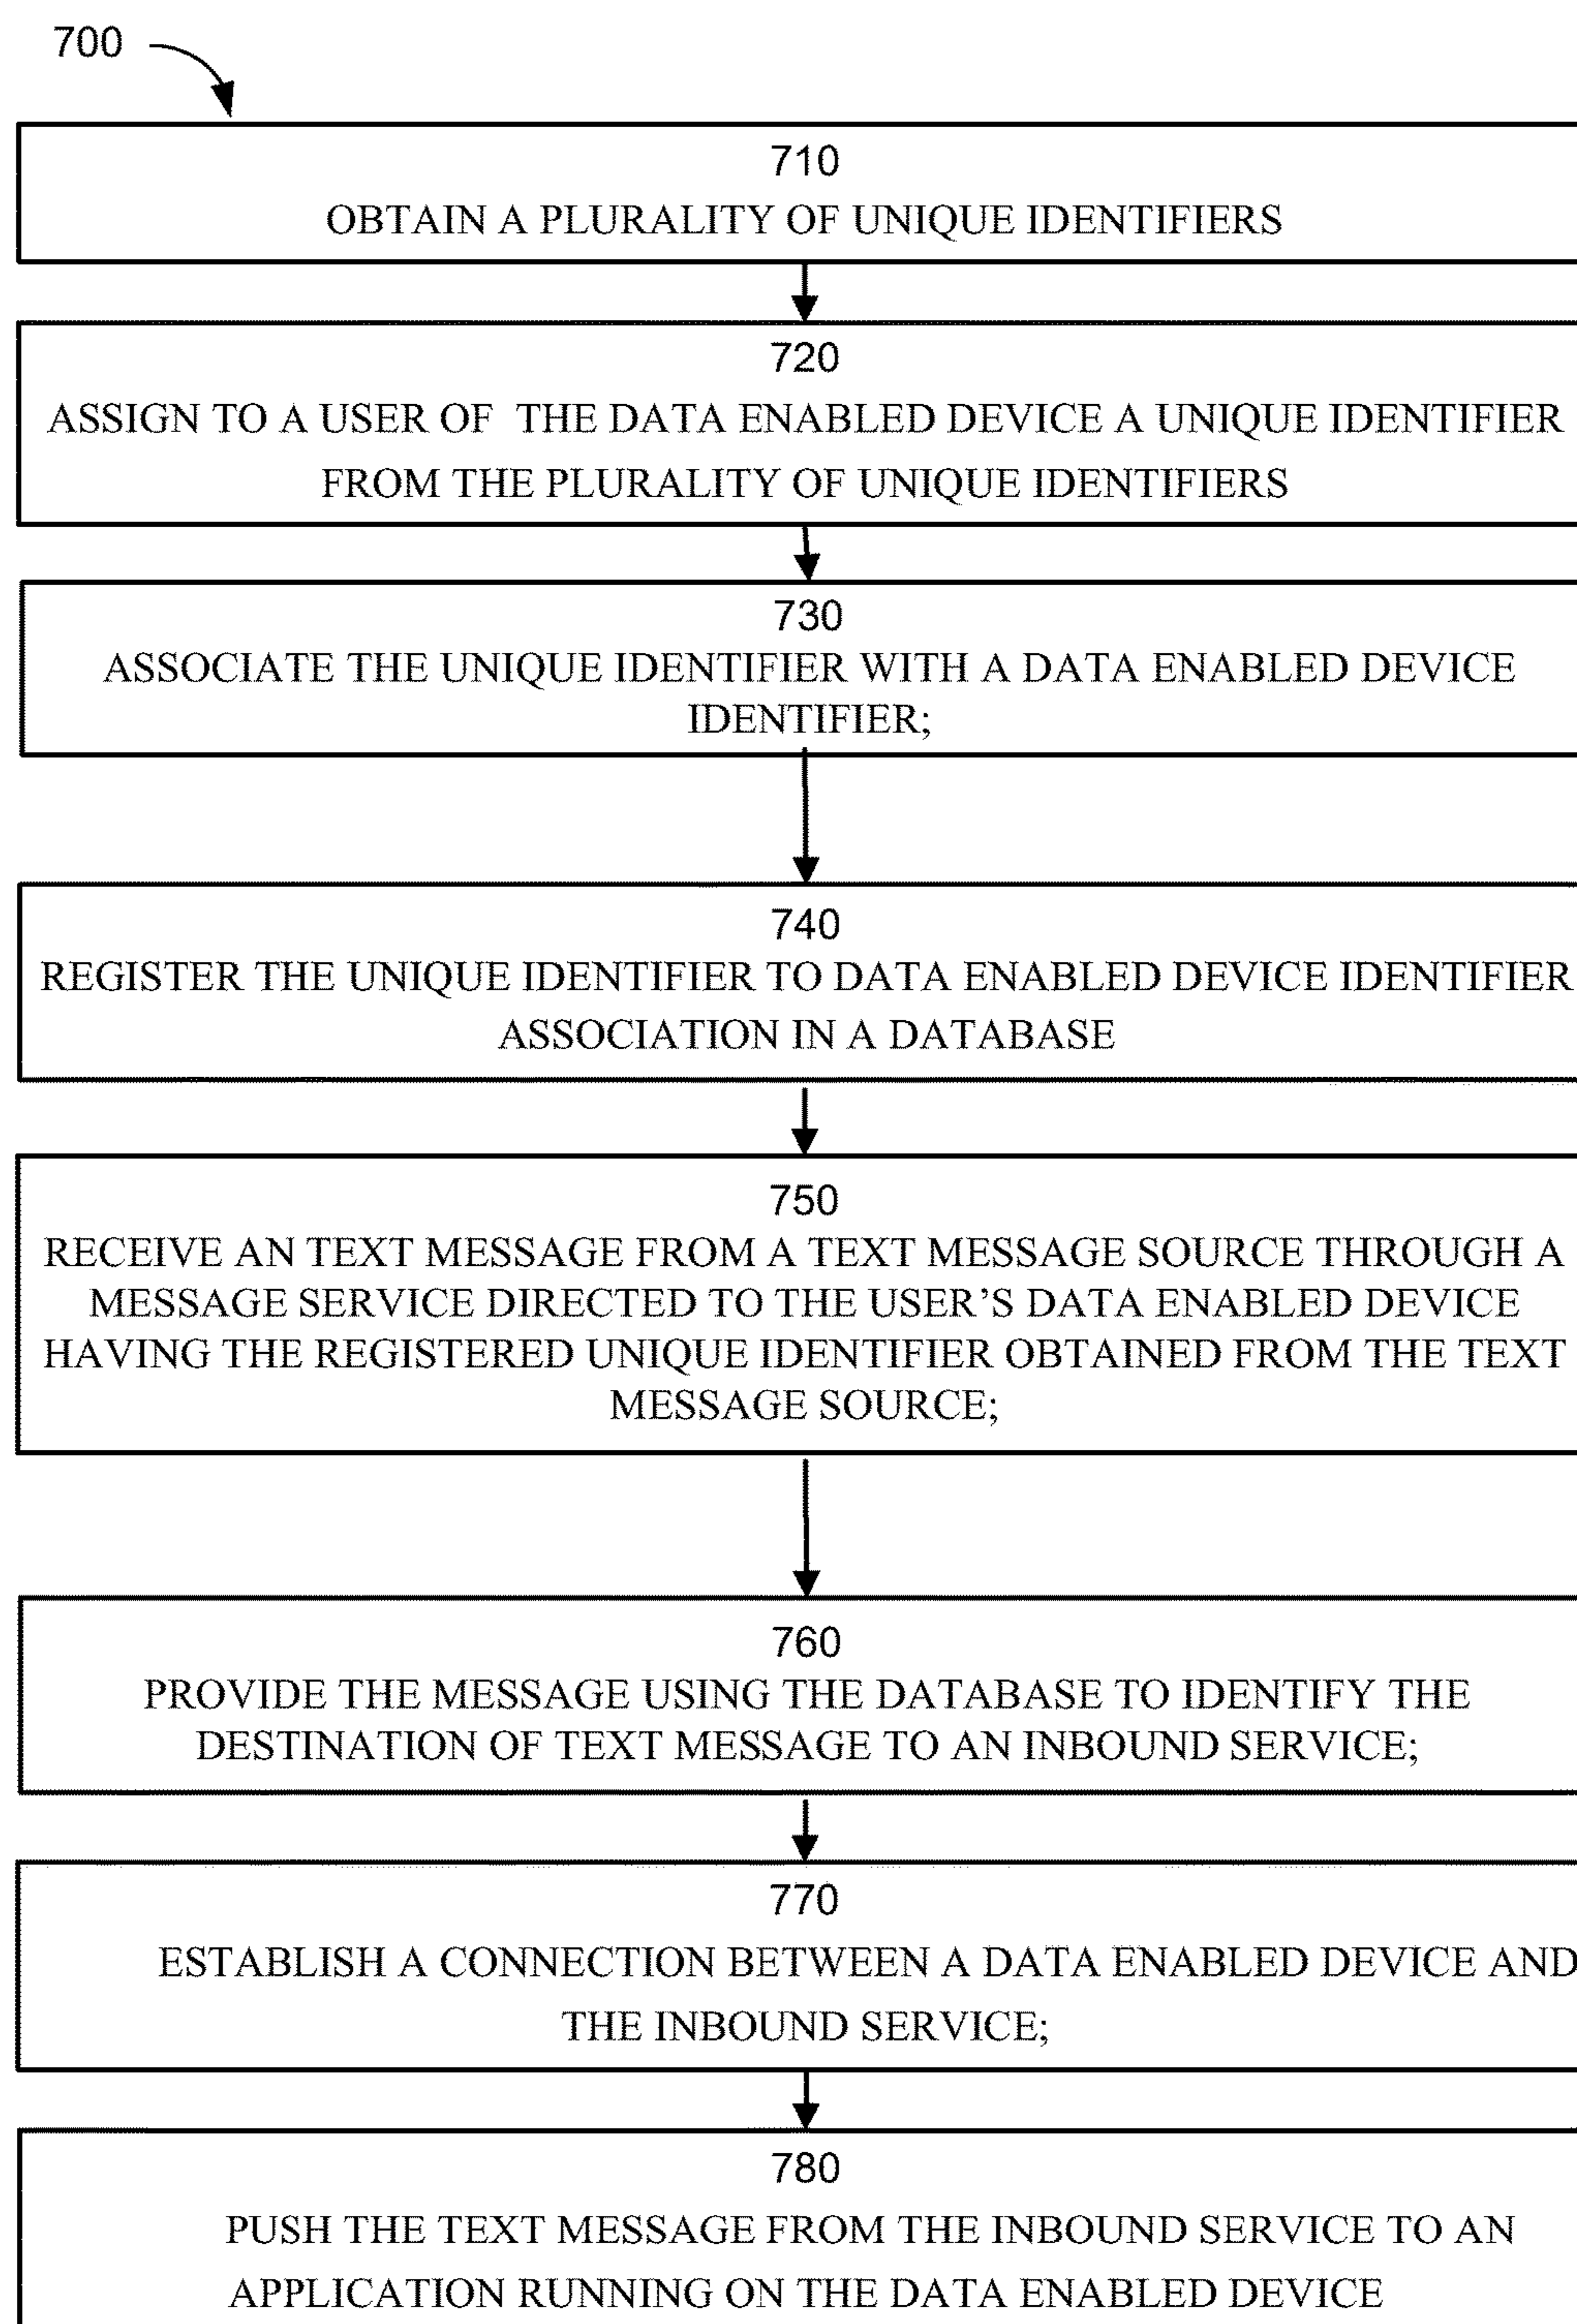 700
710
OBTAIN A PLURALITY OF UNIQUE IDENTIFIERS
720
ASSIGN TO A USER OF THE DATA ENABLED DEVICE A UNIQUE IDENTIFIER
FROM THE PLURALITY OF UNIQUE IDENTIFIERS
730
ASSOCIATE THE UNIQUE IDENTIFIER WITH A DATA ENABLED DEVICE
IDENTIFIER;
740
REGISTER THE UNIQUE IDENTIFIER TO DATA ENABLED DEVICE IDENTIFIER
ASSOCIATION IN A DATABASE
750
RECEIVE AN TEXT MESSAGE FROM A TEXT MESSAGE SOURCE THROUGH A
MESSAGE SERVICE DIRECTED TO THE USER'S DATA ENABLED DEVICE
HAVING THE REGISTERED UNIQUE IDENTIFIER OBTAINED FROM THE TEXT
MESSAGE SOURCE;
760
PROVIDE THE MESSAGE USING THE DATABASE TO IDENTIFY THE
DESTINATION OF TEXT MESSAGE TO AN INBOUND SERVICE;
770
ESTABLISH A CONNECTION BETWEEN A DATA ENABLED DEVICE AND
THE INBOUND SERVICE;
780
PUSH THE TEXT MESSAGE FROM THE INBOUND SERVICE TO AN
APPLICATION RUNNING ON THE DATA ENABLED DEVICE